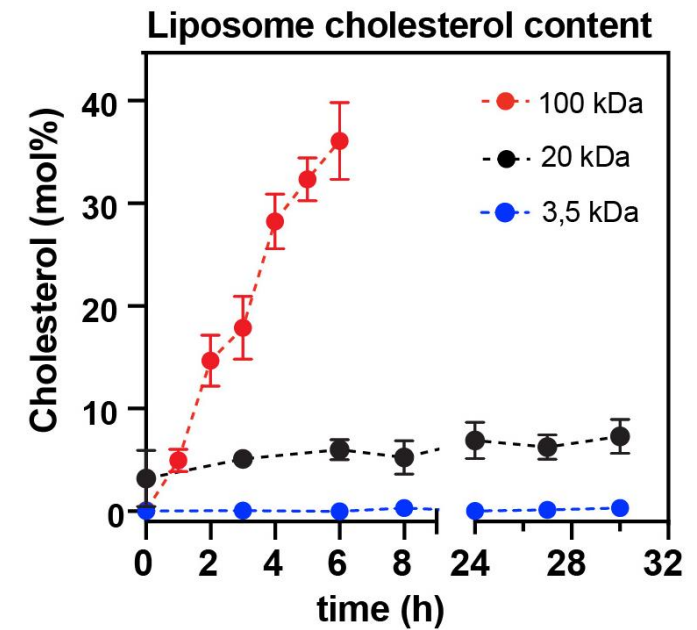 Liposome cholesterol content
Cholesterol (mol%)
40
30
20
10
0
100 kDa
20 kDa
3,5 kDa
0 2 4 6 8 24 28 32
time (h)